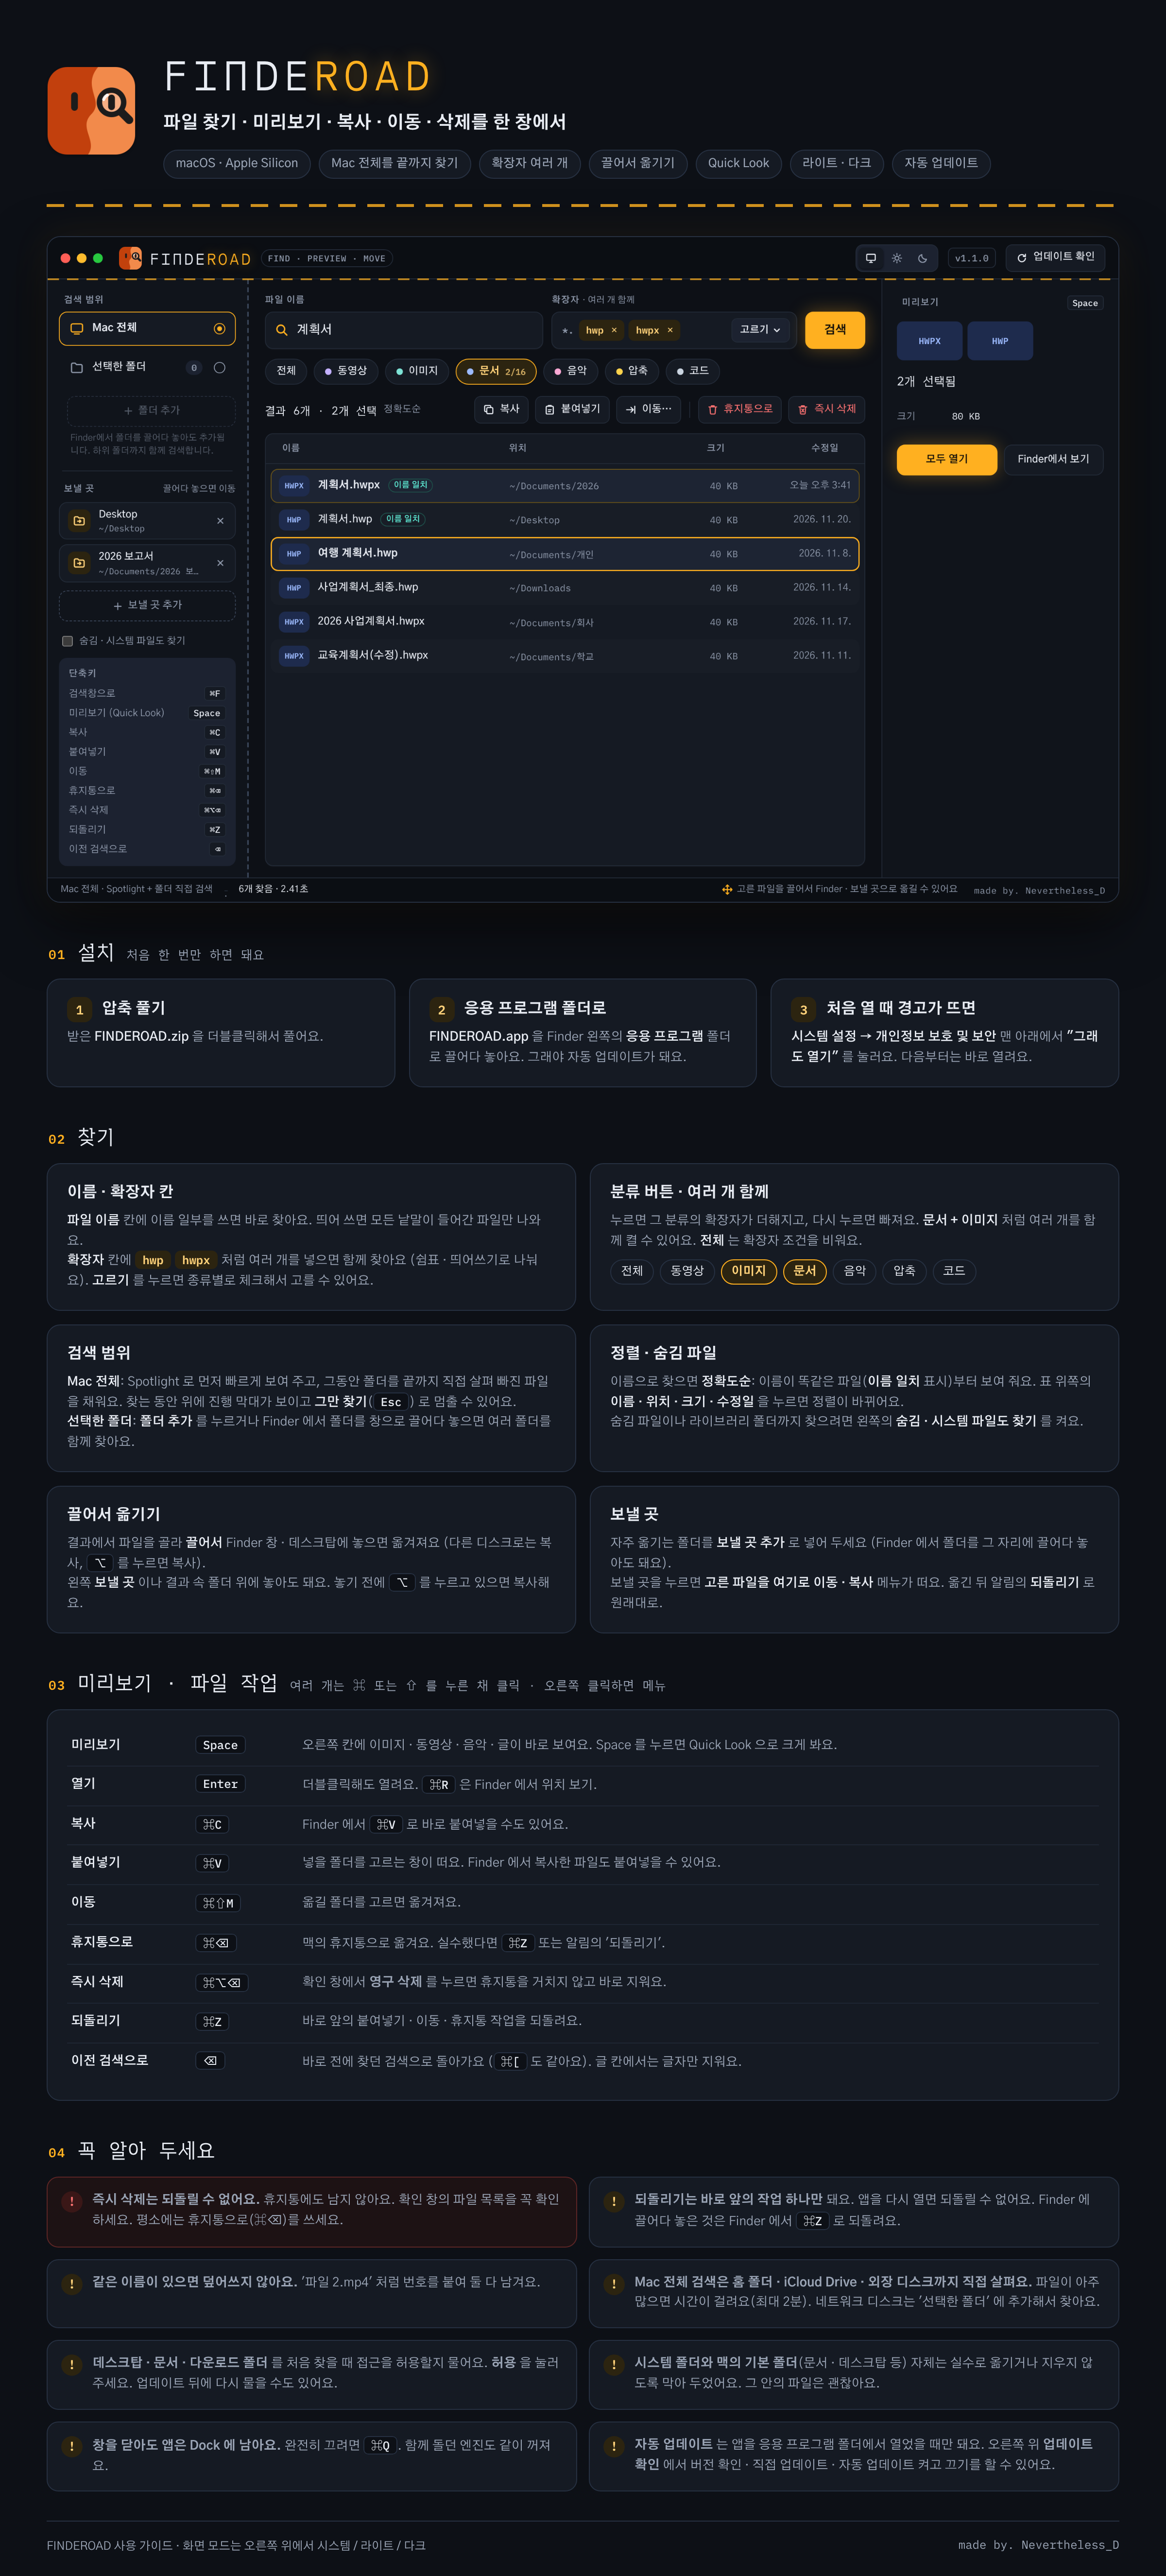 FINDEROAD
파일 찾기 · 미리보기 · 복사 · 이동 · 삭제를 한 창에서
macOS · Apple Silicon
Mac 전체를 끝까지 찾기
확장자 여러 개
끌어서 옮기기
Quick Look
라이트 · 다크
자동 업데이트
FINDEROAD
FIND · PREVIEW · MOVE
v1.1.0
업데이트 확인
검색 범위
Mac 전체
선택한 폴더 0
+ 폴더 추가
Finder에서 폴더를 끌어다 놓아도 추가됩
니다. 하위 폴더까지 함께 검색합니다.
보낼 곳 끌어다 놓으면 이동
Desktop ×
~/Desktop
2026 보고서 ×
~/Documents/2026 보…
+ 보낼 곳 추가
숨김 · 시스템 파일도 찾기
단축키
검색창으로 ⌘F
미리보기 (Quick Look) Space
복사 ⌘C
붙여넣기 ⌘V
이동 ⌘⇧M
휴지통으로 ⌘⌫
즉시 삭제 ⌘⌥⌫
되돌리기 ⌘Z
이전 검색으로 ⌫
파일 이름
계획서
확장자 · 여러 개 함께
*. hwp × hwpx × 고르기
검색
전체 동영상 이미지 문서 2/16 음악 압축 코드
결과 6개 · 2개 선택 정확도순
복사 붙여넣기 이동… 휴지통으로 즉시 삭제
이름 위치 크기 수정일
HWPX 계획서.hwpx 이름 일치 ~/Documents/2026 40 KB 오늘 오후 3:41
HWP 계획서.hwp 이름 일치 ~/Desktop 40 KB 2026. 11. 20.
HWP 여행 계획서.hwp ~/Documents/개인 40 KB 2026. 11. 8.
HWP 사업계획서_최종.hwp ~/Downloads 40 KB 2026. 11. 14.
HWPX 2026 사업계획서.hwpx ~/Documents/회사 40 KB 2026. 11. 17.
HWPX 교육계획서(수정).hwpx ~/Documents/학교 40 KB 2026. 11. 11.
미리보기 Space
HWPX HWP
2개 선택됨
크기 80 KB
모두 열기 Finder에서 보기
Mac 전체 · Spotlight + 폴더 직접 검색 · 6개 찾음 · 2.41초
고른 파일을 끌어서 Finder · 보낼 곳으로 옮길 수 있어요
made by. Nevertheless_D
01 설치 처음 한 번만 하면 돼요
1 압축 풀기
받은 FINDEROAD.zip 을 더블클릭해서 풀어요.
2 응용 프로그램 폴더로
FINDEROAD.app 을 Finder 왼쪽의 응용 프로그램 폴더
로 끌어다 놓아요. 그래야 자동 업데이트가 돼요.
3 처음 열 때 경고가 뜨면
시스템 설정 → 개인정보 보호 및 보안 맨 아래에서 "그래
도 열기" 를 눌러요. 다음부터는 바로 열려요.
02 찾기
이름 · 확장자 칸
파일 이름 칸에 이름 일부를 쓰면 바로 찾아요. 띄어 쓰면 모든 낱말이 들어간 파일만 나와
요.
확장자 칸에 hwp hwpx 처럼 여러 개를 넣으면 함께 찾아요 (쉼표 · 띄어쓰기로 나눠
요). 고르기 를 누르면 종류별로 체크해서 고를 수 있어요.
분류 버튼 · 여러 개 함께
누르면 그 분류의 확장자가 더해지고, 다시 누르면 빠져요. 문서 + 이미지 처럼 여러 개를 함
께 켤 수 있어요. 전체 는 확장자 조건을 비워요.
전체 동영상 이미지 문서 음악 압축 코드
검색 범위
Mac 전체: Spotlight 로 먼저 빠르게 보여 주고, 그동안 폴더를 끝까지 직접 살펴 빠진 파일
을 채워요. 찾는 동안 위에 진행 막대가 보이고 그만 찾기( Esc ) 로 멈출 수 있어요.
선택한 폴더: 폴더 추가 를 누르거나 Finder 에서 폴더를 창으로 끌어다 놓으면 여러 폴더를
함께 찾아요.
정렬 · 숨김 파일
이름으로 찾으면 정확도순: 이름이 똑같은 파일(이름 일치 표시)부터 보여 줘요. 표 위쪽의
이름 · 위치 · 크기 · 수정일 을 누르면 정렬이 바뀌어요.
숨김 파일이나 라이브러리 폴더까지 찾으려면 왼쪽의 숨김 · 시스템 파일도 찾기 를 켜요.
끌어서 옮기기
결과에서 파일을 골라 끌어서 Finder 창 · 데스크탑에 놓으면 옮겨져요 (다른 디스크로는 복
사, ⌥ 를 누르면 복사).
왼쪽 보낼 곳 이나 결과 속 폴더 위에 놓아도 돼요. 놓기 전에 ⌥ 를 누르고 있으면 복사해
요.
보낼 곳
자주 옮기는 폴더를 보낼 곳 추가 로 넣어 두세요 (Finder 에서 폴더를 그 자리에 끌어다 놓
아도 돼요).
보낼 곳을 누르면 고른 파일을 여기로 이동 · 복사 메뉴가 떠요. 옮긴 뒤 알림의 되돌리기 로
원래대로.
03 미리보기 · 파일 작업 여러 개는 ⌘ 또는 ⇧ 를 누른 채 클릭 · 오른쪽 클릭하면 메뉴
미리보기 Space 오른쪽 칸에 이미지 · 동영상 · 음악 · 글이 바로 보여요. Space 를 누르면 Quick Look 으로 크게 봐요.
열기 Enter 더블클릭해도 열려요. ⌘R 은 Finder 에서 위치 보기.
복사 ⌘C Finder 에서 ⌘V 로 바로 붙여넣을 수도 있어요.
붙여넣기 ⌘V 넣을 폴더를 고르는 창이 떠요. Finder 에서 복사한 파일도 붙여넣을 수 있어요.
이동 ⌘⇧M 옮길 폴더를 고르면 옮겨져요.
휴지통으로 ⌘⌫ 맥의 휴지통으로 옮겨요. 실수했다면 ⌘Z 또는 알림의 '되돌리기'.
즉시 삭제 ⌘⌥⌫ 확인 창에서 영구 삭제 를 누르면 휴지통을 거치지 않고 바로 지워요.
되돌리기 ⌘Z 바로 앞의 붙여넣기 · 이동 · 휴지통 작업을 되돌려요.
이전 검색으로 ⌫ 바로 전에 찾던 검색으로 돌아가요 ( ⌘[ 도 같아요). 글 칸에서는 글자만 지워요.
04 꼭 알아 두세요
! 즉시 삭제는 되돌릴 수 없어요. 휴지통에도 남지 않아요. 확인 창의 파일 목록을 꼭 확인
하세요. 평소에는 휴지통으로(⌘⌫)를 쓰세요.
! 되돌리기는 바로 앞의 작업 하나만 돼요. 앱을 다시 열면 되돌릴 수 없어요. Finder 에
끌어다 놓은 것은 Finder 에서 ⌘Z 로 되돌려요.
! 같은 이름이 있으면 덮어쓰지 않아요. '파일 2.mp4' 처럼 번호를 붙여 둘 다 남겨요.
! Mac 전체 검색은 홈 폴더 · iCloud Drive · 외장 디스크까지 직접 살펴요. 파일이 아주
많으면 시간이 걸려요(최대 2분). 네트워크 디스크는 '선택한 폴더' 에 추가해서 찾아요.
! 데스크탑 · 문서 · 다운로드 폴더 를 처음 찾을 때 접근을 허용할지 물어요. 허용 을 눌러
주세요. 업데이트 뒤에 다시 물을 수도 있어요.
! 시스템 폴더와 맥의 기본 폴더(문서 · 데스크탑 등) 자체는 실수로 옮기거나 지우지 않
도록 막아 두었어요. 그 안의 파일은 괜찮아요.
! 창을 닫아도 앱은 Dock 에 남아요. 완전히 끄려면 ⌘Q . 함께 돌던 엔진도 같이 꺼져
요.
! 자동 업데이트 는 앱을 응용 프로그램 폴더에서 열었을 때만 돼요. 오른쪽 위 업데이트
확인 에서 버전 확인 · 직접 업데이트 · 자동 업데이트 켜고 끄기를 할 수 있어요.
FINDEROAD 사용 가이드 · 화면 모드는 오른쪽 위에서 시스템 / 라이트 / 다크
made by. Nevertheless_D